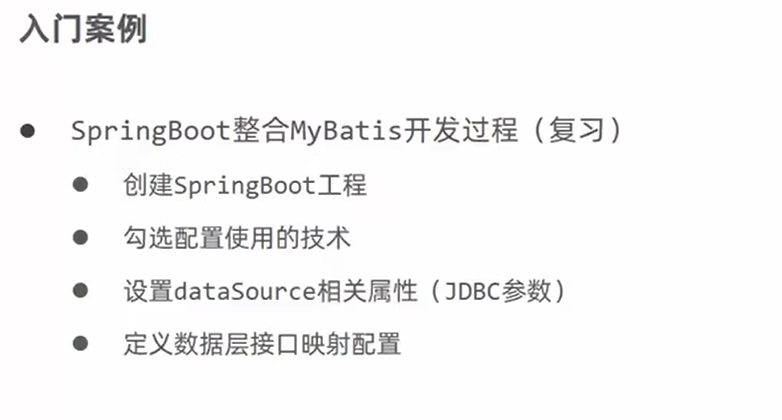 入门案例
SpringBoot整合MyBatis开发过程（复习）
创建SpringBoot工程
勾选配置使用的技术
设置dataSource相关属性（JDBC参数）
定义数据层接口映射配置